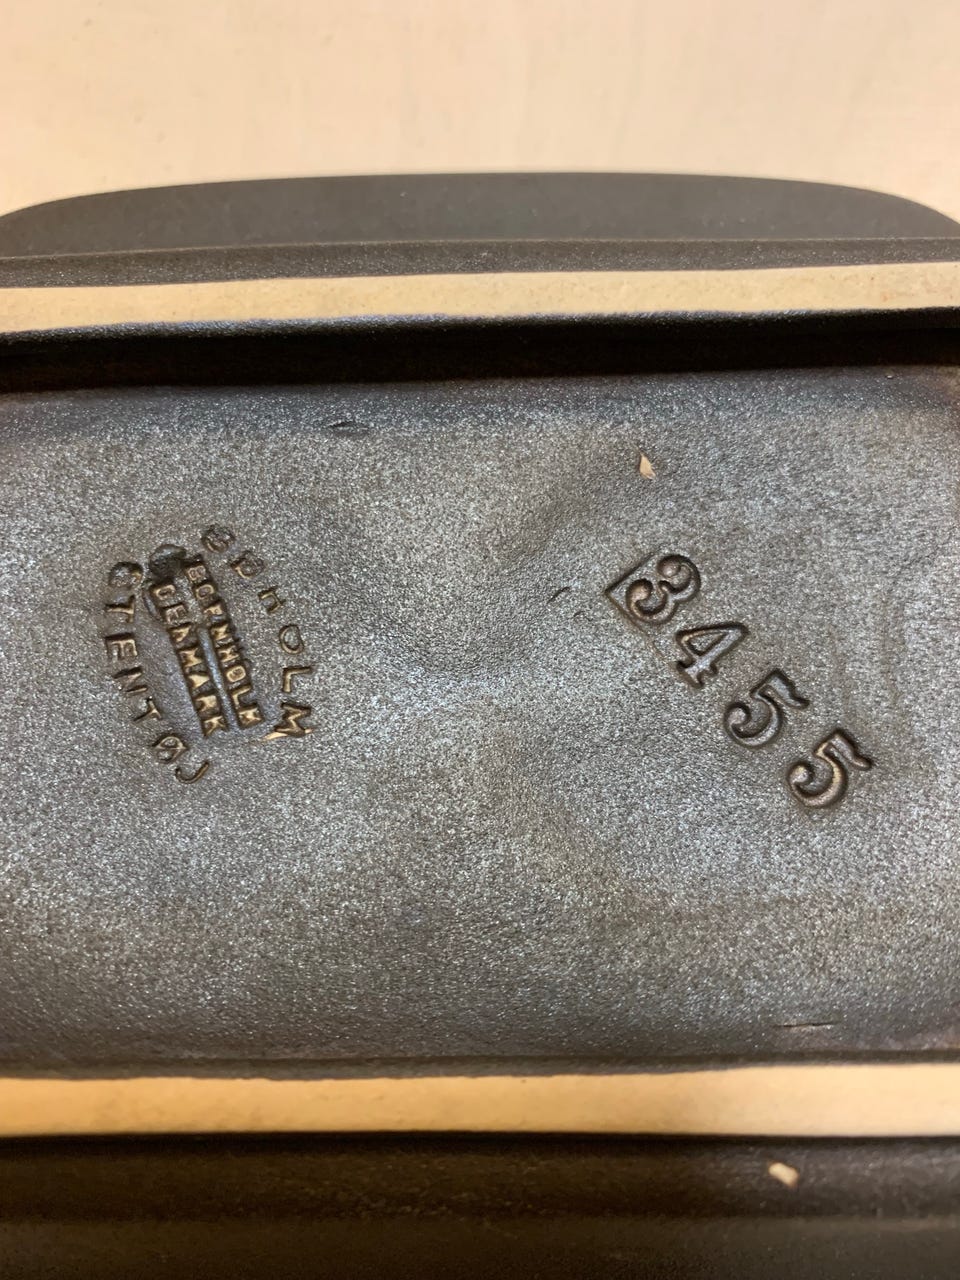 SØHOLM
BORNHOLM
DENMARK
STENTØJ
3455